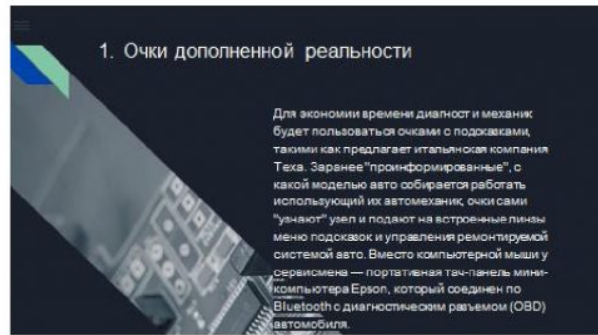 1. Очки дополненной реальности
Для экономии времени диагност и механик
будет пользоваться очками с подсказками,
такими как предлагает итальянская компания
Texa. Заранее "проинформированные", с
какой моделью авто собирается работать
использующий их автомеханик, очки сами
"узнают" узел и подают на встроенные линзы
меню подсказок и управления ремонтируемой
системой авто. Вместо компьютерной мыши у
сервисмена — портативная тач-панель мини-
компьютера Epson, который соединен по
Bluetooth с диагностическим разъемом (OBD)
автомобиля.